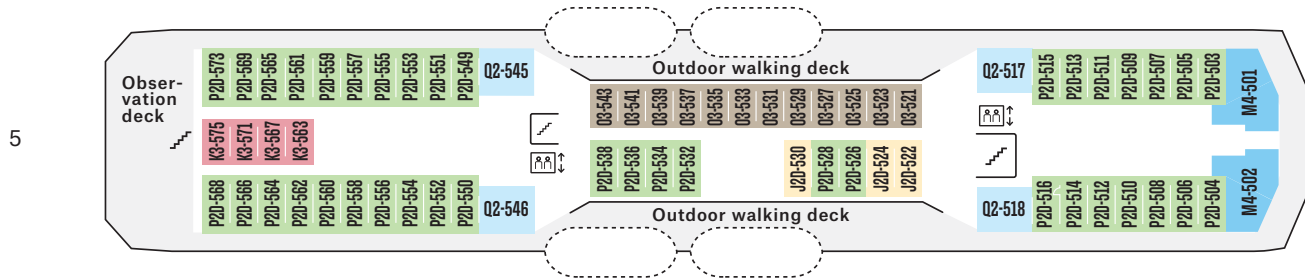 5
Obser-
vation
deck
P2D-573
P2D-569
P2D-565
P2D-561
P2D-559
P2D-557
P2D-555
P2D-553
P2D-551
P2D-549
Q2-545
Outdoor walking deck
Q2-517
P2D-515
P2D-513
P2D-511
P2D-509
P2D-507
P2D-505
P2D-503
M4-501
K3-575
K3-571
K3-567
K3-563
O3-543
O3-541
O3-539
O3-537
O3-535
O3-533
O3-531
O3-529
O3-527
O3-525
O3-523
O3-521
P2D-538
P2D-536
P2D-534
P2D-532
J2D-530
P2D-528
P2D-526
J2D-524
J2D-522
P2D-568
P2D-566
P2D-564
P2D-562
P2D-560
P2D-558
P2D-556
P2D-554
P2D-552
P2D-550
Q2-546
Outdoor walking deck
Q2-518
P2D-516
P2D-514
P2D-512
P2D-510
P2D-508
P2D-506
P2D-504
M4-502